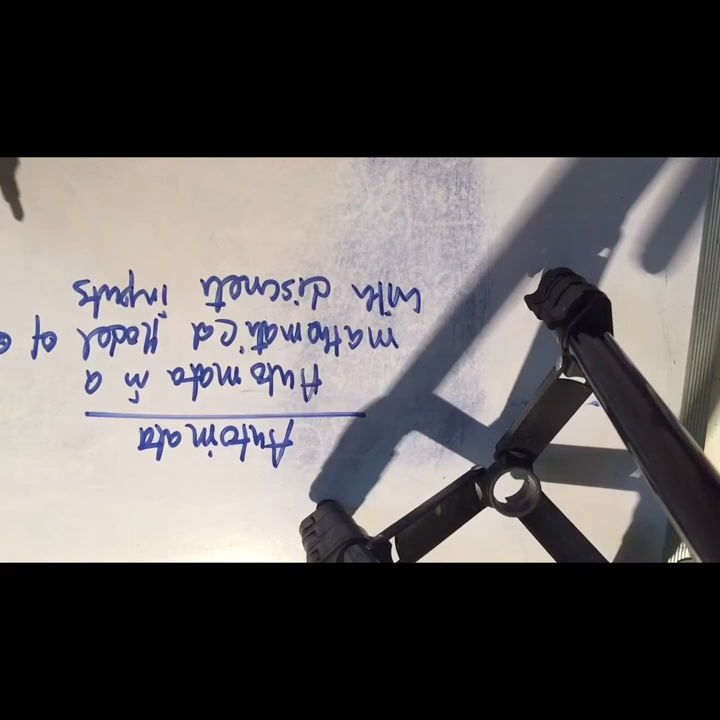 Automata
Automata is a
mathematical Model of a
with discrete inputs